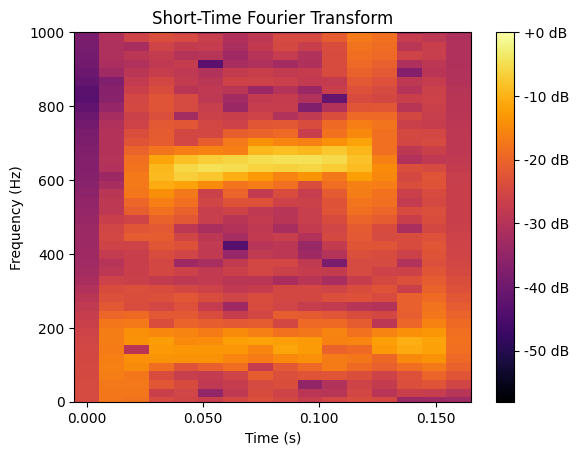 Short-Time Fourier Transform
1000
800
600
400
200
0
Frequency (Hz)
0.000
0.050
0.100
0.150
Time (s)
+0 dB
-10 dB
-20 dB
-30 dB
-40 dB
-50 dB